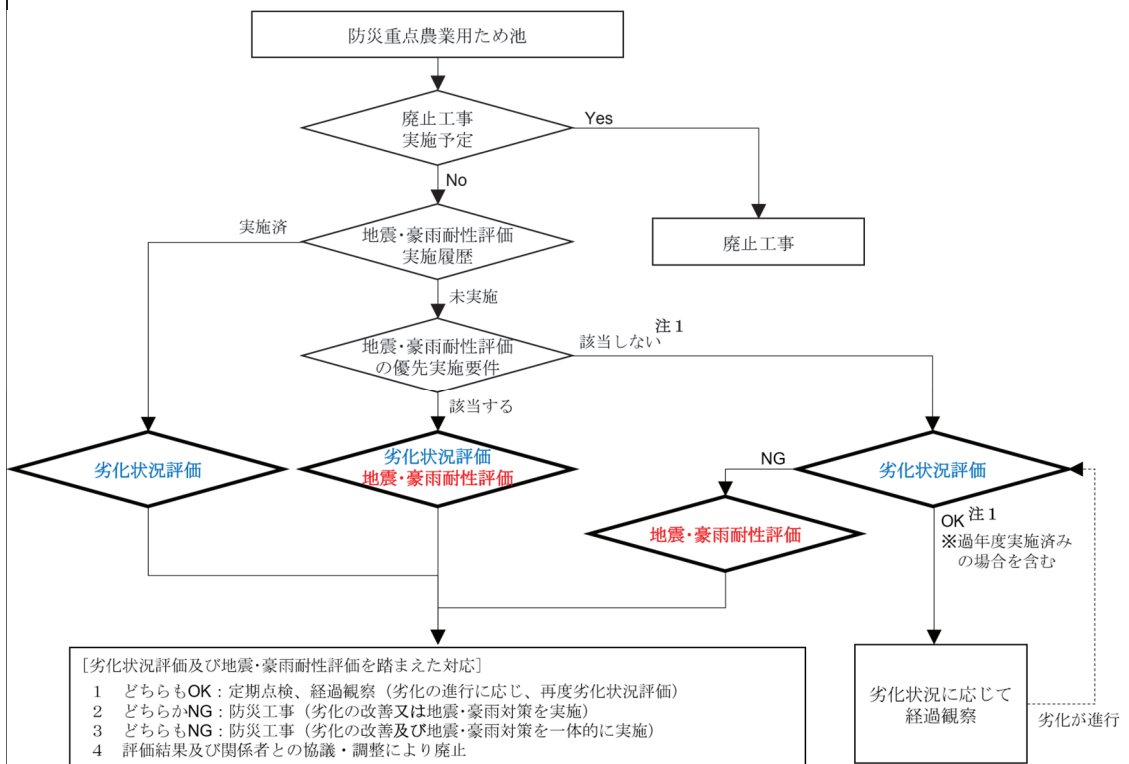 防災重点農業用ため池
廃止工事
実施予定
Yes
No
廃止工事
実施済
地震・豪雨耐性評価
実施履歴
未実施
地震・豪雨耐性評価
の優先実施要件
該当しない注1
該当する
劣化状況評価
劣化状況評価
地震・豪雨耐性評価
NG
劣化状況評価
地震・豪雨耐性評価
OK注1
※過年度実施済み
の場合を含む
[劣化状況評価及び地震・豪雨耐性評価を踏まえた対応]
1 どちらもOK：定期点検、経過観察（劣化の進行に応じ、再度劣化状況評価）
2 どちらかNG：防災工事（劣化の改善又は地震・豪雨対策を実施）
3 どちらもNG：防災工事（劣化の改善及び地震・豪雨対策を一体的に実施）
4 評価結果及び関係者との協議・調整により廃止
劣化状況に応じて
経過観察
劣化が進行